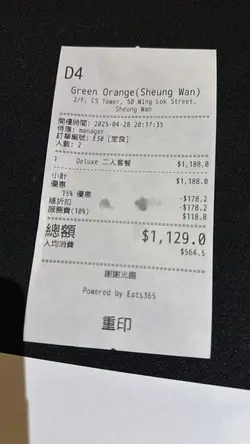 D4
Green Orange(Sheung Wan)
2/F, CS Tower, 50 Wing Lok Street.
Sheung Wan
開檯時間: 2025-04-28 20:17:35
侍應: manager
訂單編號: E30 [堂食]
人數: 2
1 Deluxe 二人套餐 $1,188.0
小計 $1,188.0
優惠 -$178.2
15% 優惠 -$178.2
總折扣
服務費(10%) $118.8
總額 $1,129.0
人均消費 $564.5
謝謝光臨
Powered by Eats365
重印